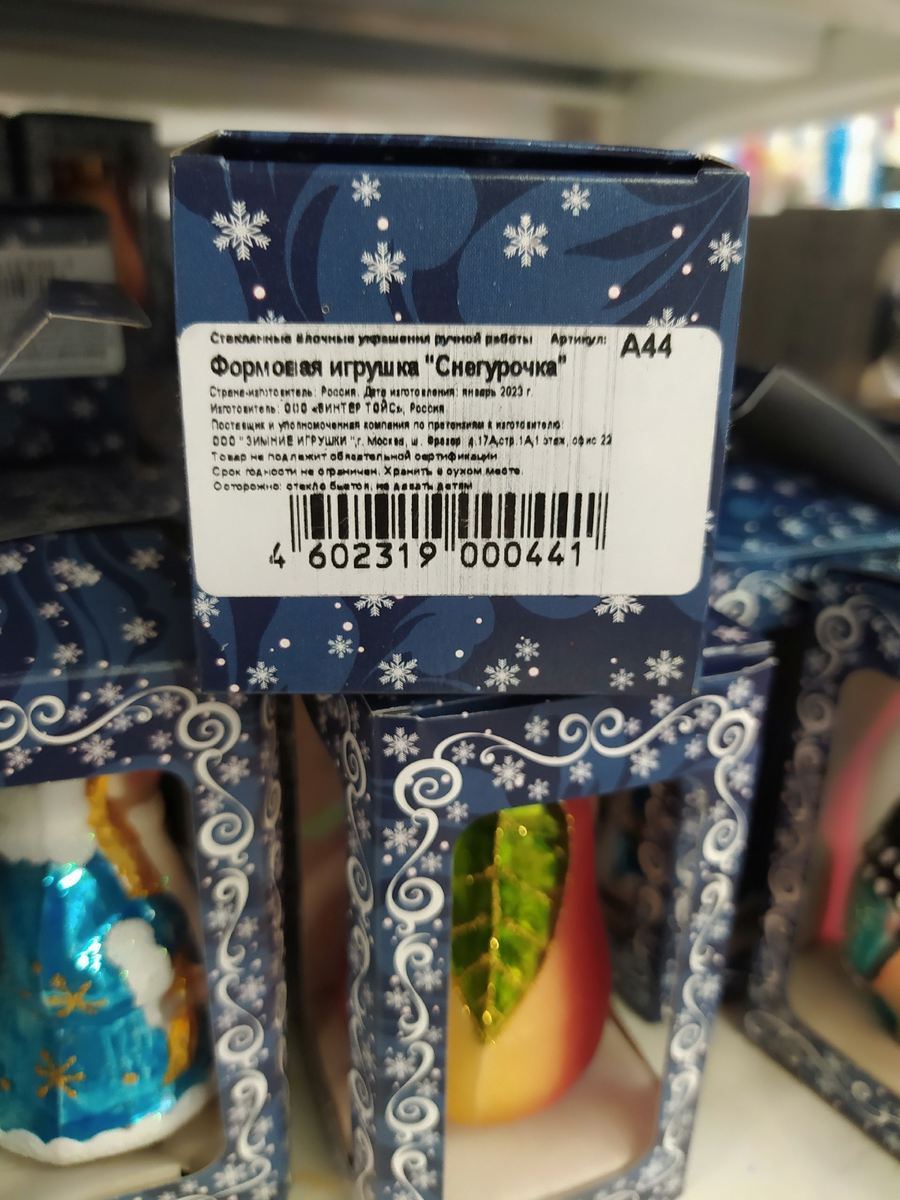 Стеклянные ёлочные украшения ручной работы Артикул: А44
Формовая игрушка "Снегурочка"
Страна-изготовитель: Россия. Дата изготовления: январь 2023 г.
Изготовитель: ООО «ВИНТЕР ТОЙС», Россия
Поставщик и уполномоченная компания по претензиям к изготовителю:
ООО "ЗИМНИЕ ИГРУШКИ ",г. Москва, ш. Фрезер д.17А,стр.1А,1 этаж, офис 22
Товар не подлежит обязательной сертификации
Срок годности не ограничен. Хранить в сухом месте.
Осторожно: стекло бьется, не давать детям
4 602319 000441